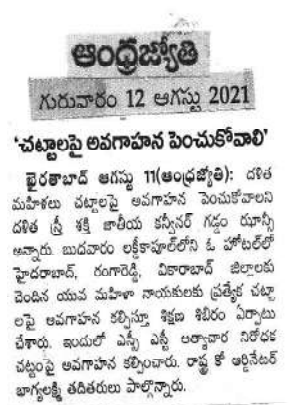 ఆంధ్రజ్యోతి
గురువారం 12 ఆగస్టు 2021
'చట్టాలపై అవగాహన పెంచుకోవాలి'
ఖైరతాబాద్ ఆగస్టు 11(ఆంధ్రజ్యోతి): దళిత
మహిళలు చట్టాలపై అవగాహన పెంచుకోవాలని
దళిత స్త్రీ శక్తి జాతీయ కన్వీనర్ గడ్డం ఝాన్సీ
అన్నారు. బుధవారం లక్డీకాపూల్‌లోని ఓ హోటల్‌లో
హైదరాబాద్, రంగారెడ్డి, వికారాబాద్ జిల్లాలకు
చెందిన యువ మహిళా నాయకులకు ప్రత్యేక చట్టా
లపై అవగాహన కల్పిస్తూ శిక్షణ శిబిరం ఏర్పాటు
చేశారు. ఇందులో ఎస్సీ ఎస్టీ అత్యాచార నిరోధక
చట్టంపై అవగాహన కల్పించారు. రాష్ట్ర కో ఆర్డినేటర్
భాగ్యలక్ష్మి తదితరులు పాల్గొన్నారు.